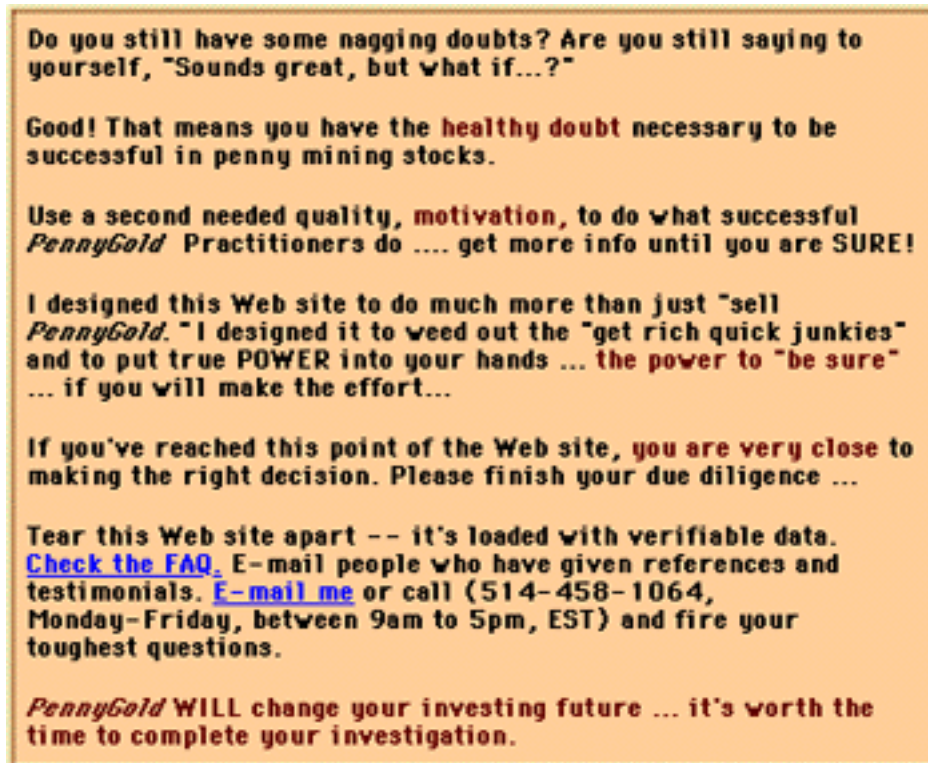 Do you still have some nagging doubts? Are you still saying to
yourself, "Sounds great, but what if...?"
Good! That means you have the healthy doubt necessary to be
successful in penny mining stocks.
Use a second needed quality, motivation, to do what successful
PennyGold Practitioners do .... get more info until you are SURE!
I designed this Web site to do much more than just "sell
PennyGold." I designed it to weed out the "get rich quick junkies"
and to put true POWER into your hands ... the power to "be sure"
... if you will make the effort...
If you've reached this point of the Web site, you are very close to
making the right decision. Please finish your due diligence ...
Tear this Web site apart -- it's loaded with verifiable data.
Check the FAQ. E-mail people who have given references and
testimonials. E-mail me or call (514-458-1064,
Monday-Friday, between 9am to 5pm, EST) and fire your
toughest questions.
PennyGold WILL change your investing future ... it's worth the
time to complete your investigation.